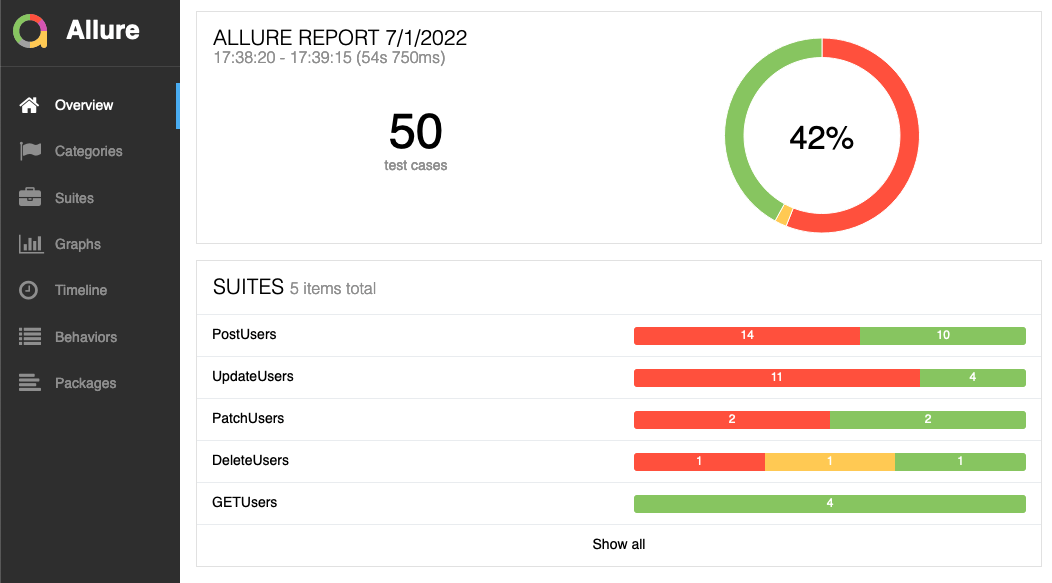 Allure
Overview
Categories
Suites
Graphs
Timeline
Behaviors
Packages
ALLURE REPORT 7/1/2022
17:38:20 - 17:39:15 (54s 750ms)
50
test cases
42%
SUITES 5 items total
PostUsers 14 10
UpdateUsers 11 4
PatchUsers 2 2
DeleteUsers 1 1 1
GETUsers 4
Show all